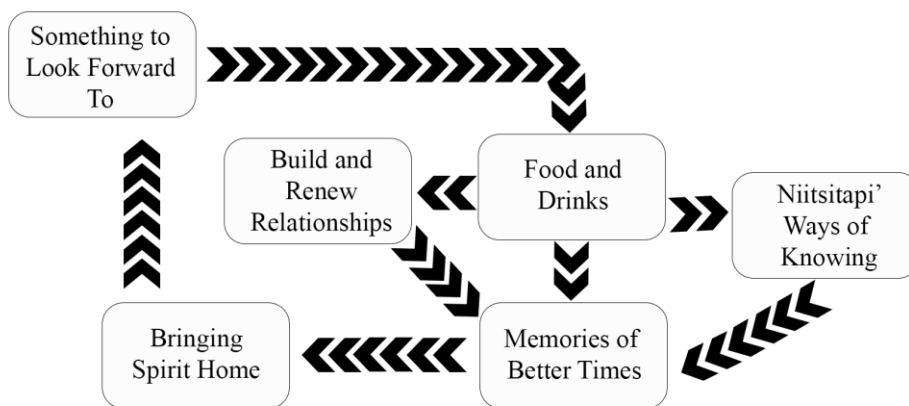 Something to
Look Forward
To
Build and
Renew
Relationships
Food and
Drinks
Niitsitapi’
Ways of
Knowing
Bringing
Spirit Home
Memories of
Better Times